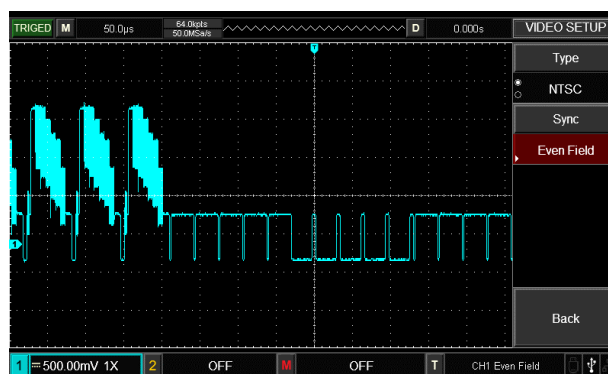 TRIGED M 50.0μs 64.0kpts D 0.000s VIDEO SETUP
50.0MSa/s
T
Type
NTSC
Sync
Even Field
1
Back
1 500.00mV 1X 2 OFF M OFF T CH1 Even Field